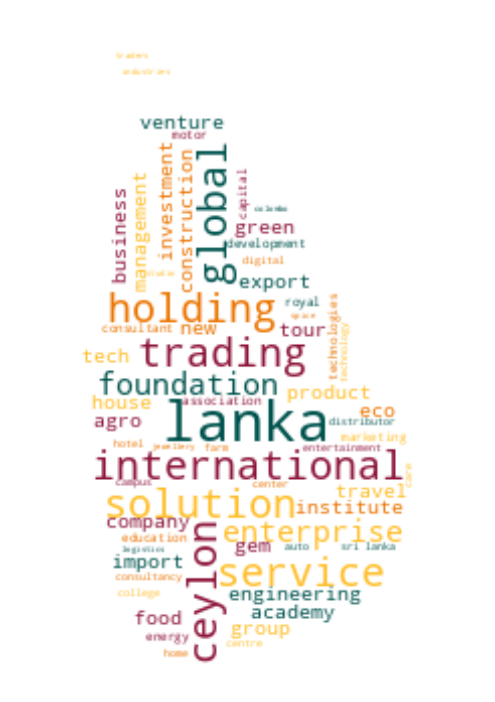 traders
industries
venture
motor
global
investment
construction
capital
management
business
colombo
green
development
digital
studio
export
holding
royal
technologies
space
consultant new
tour
technology
trading
tech
foundation
product
house
association
lanka
eco
agro
distributor
marketing
hotel jewellery farm
entertainment
international
care
campus
center
travel
solution
institute
company
enterprise
ceylon
education
gem
auto
sri lanka
logistics
import
service
consultancy
engineering
college
academy
food
group
energy
centre
home